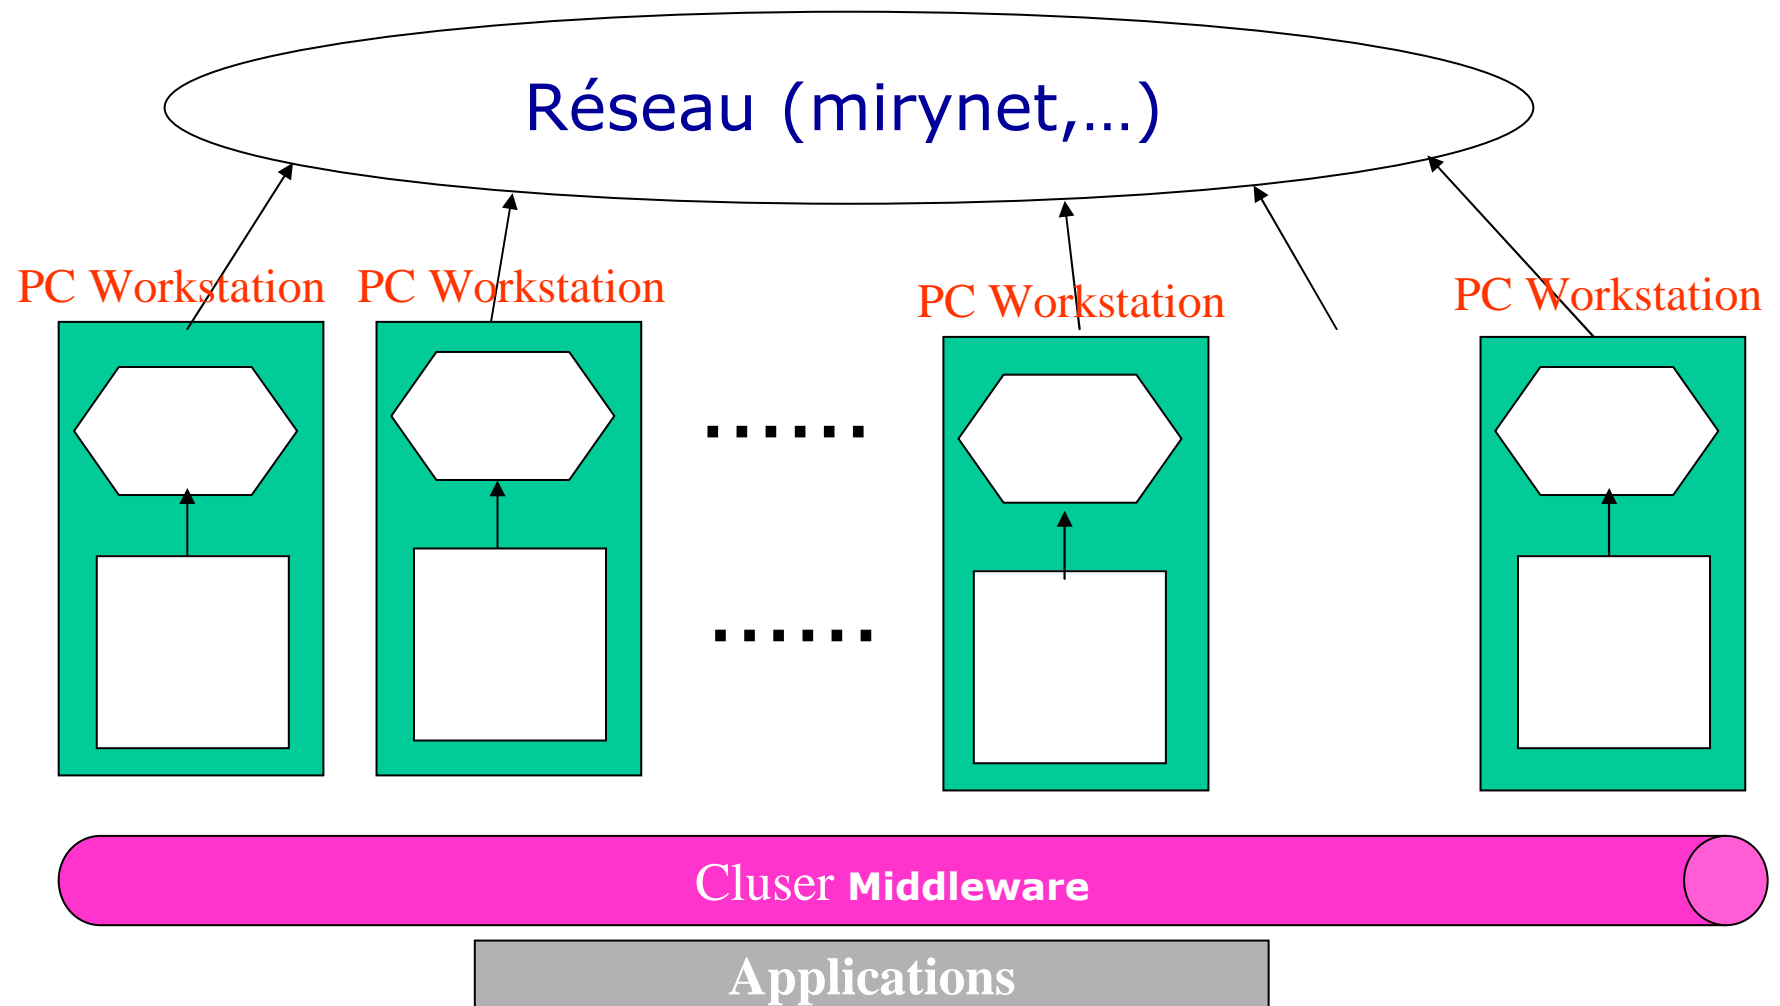 Réseau (mirynet,…)
PC Workstation
PC Workstation
PC Workstation
PC Workstation
......
......
Cluser Middleware
Applications